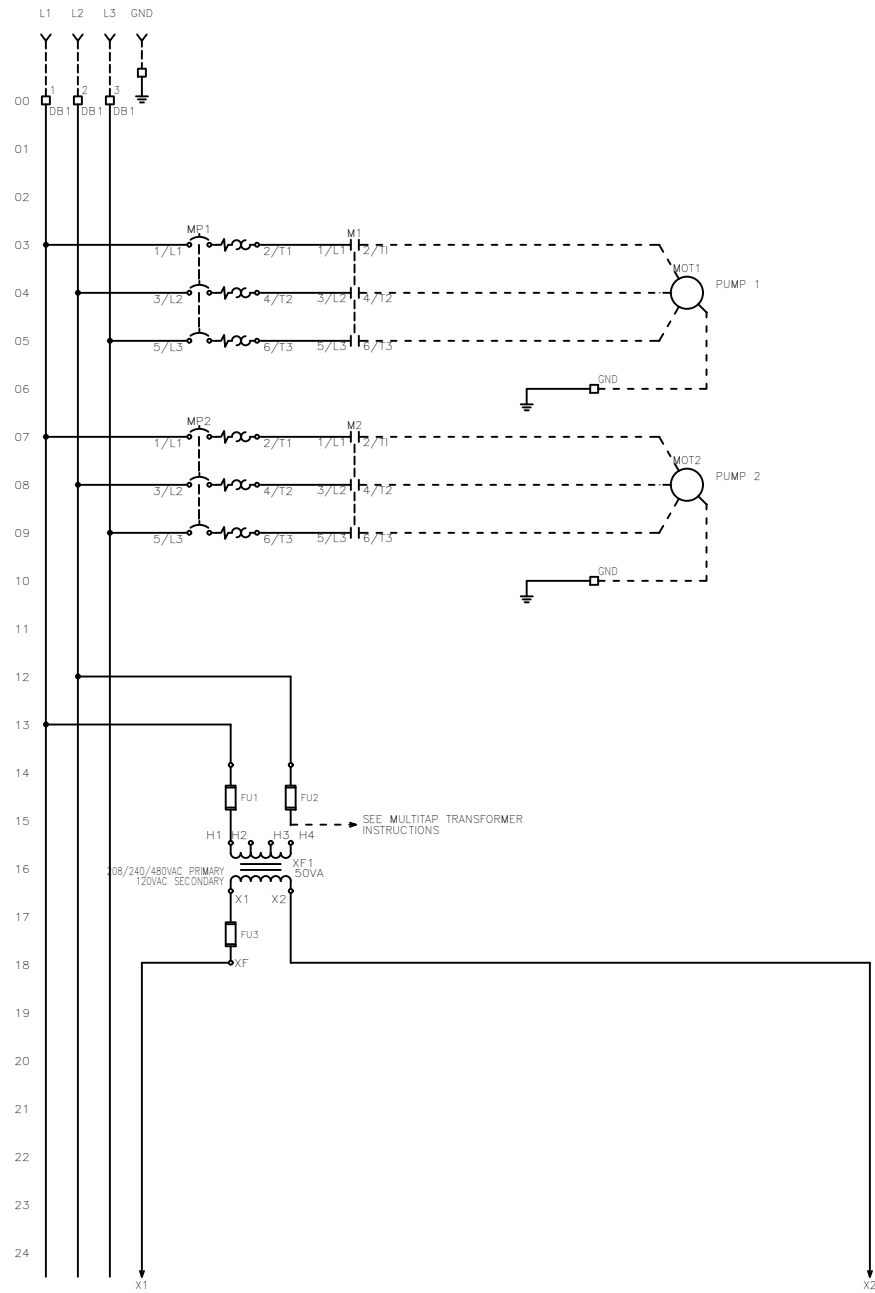 L1 L2 L3 GND
1 2 3
00 DB1 DB1 DB1
01
02
MP1 M1
03 1/L1 2/T1 1/L1 2/TI
MOT1
PUMP 1
04 3/L2 4/T2 3/L2 4/T2
05 5/L3 6/T3 5/L3 6/T3
06 GND
MP2 M2
07 1/L1 2/T1 1/L1 2/TI
MOT2
PUMP 2
08 3/L2 4/T2 3/L2 4/T2
09 5/L3 6/T3 5/L3 6/T3
10 GND
11
12
13
14
FU1 FU2
15 SEE MULTITAP TRANSFORMER
INSTRUCTIONS
H1 H2 H3 H4
XF1
16 208/240/480VAC PRIMARY 50VA
120VAC SECONDARY
X1 X2
17
FU3
18 XF
19
20
21
22
23
24
X1 X2